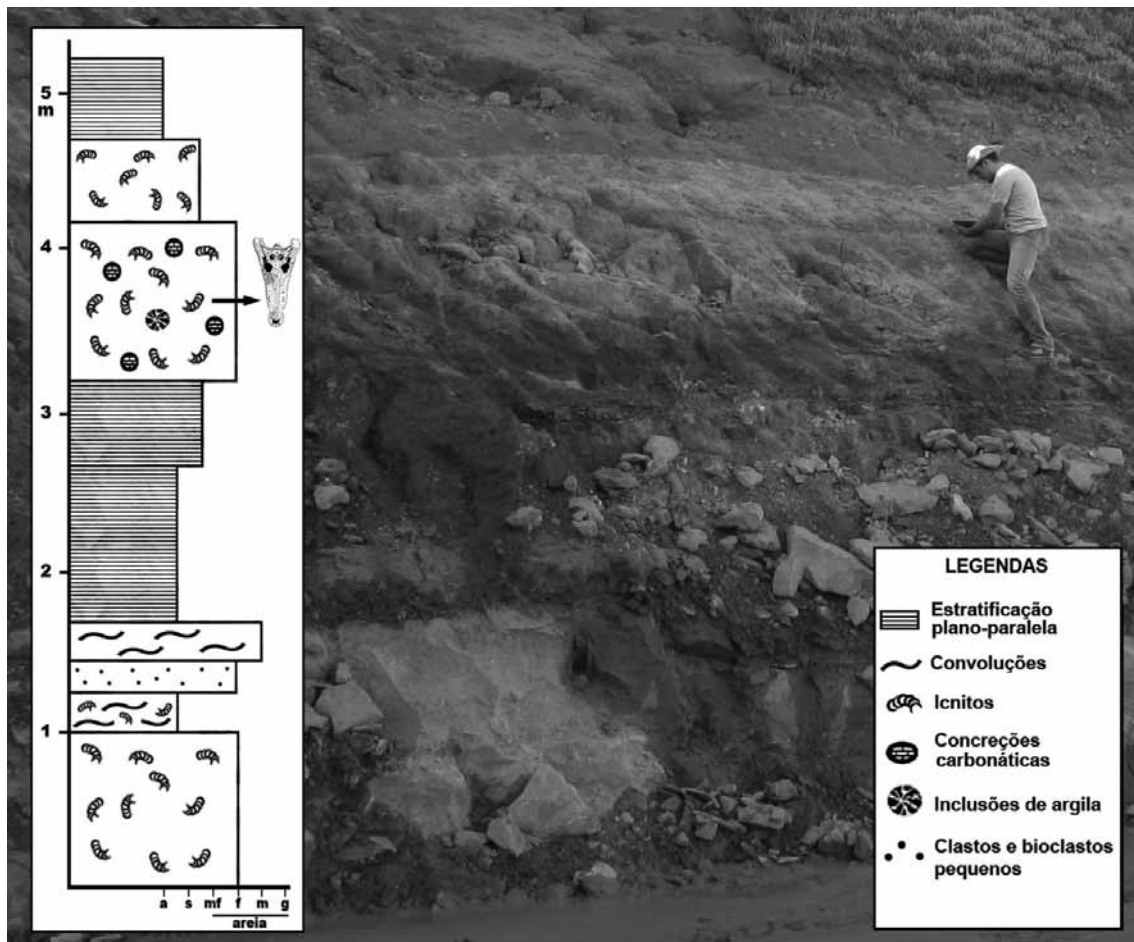 5
m
4
3
2
1
a s mf f m g
areia
LEGENDAS
Estratificação
plano-paralela
Convoluções
Icnitos
Concreções
carbonáticas
Inclusões de argila
Clastos e bioclastos
pequenos